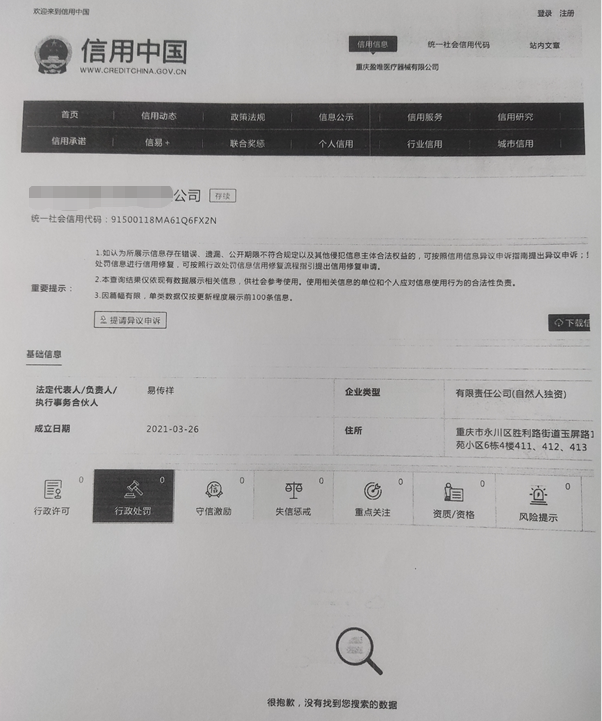 欢迎来到信用中国
登录 注册
信用中国
WWW.CREDITCHINA.GOV.CN
信用信息 统一社会信用代码 站内文章
重庆盈唯医疗器械有限公司
首页 信用动态 政策法规 信息公示 信用服务 信用研究
信用承诺 信易+ 联合奖惩 个人信用 行业信用 城市信用
公司 存续
统一社会信用代码：91500118MA61Q6FX2N
重要提示：
1.如认为所展示信息存在错误、遗漏、公开期限不符合规定以及其他侵犯信息主体合法权益的，可按照信用信息异议申诉指南提出异议申诉；
处罚信息进行信用修复，可按照行政处罚信息信用修复流程指引提出信用修复申请。
2.本查询结果仅依现有数据展示相关信息，供社会参考使用。使用相关信息的单位和个人应对信息使用行为的合法性负责。
3.因篇幅有限，单类数据仅按更新程度展示前100条信息。
提请异议申诉
下载信
基础信息
法定代表人/负责人/
执行事务合伙人
易传祥
企业类型
有限责任公司(自然人独资)
成立日期
2021-03-26
住所
重庆市永川区胜利路街道玉屏路
苑小区6栋4楼411、412、413
0 0 0 0 0 0 0
行政许可 行政处罚 守信激励 失信惩戒 重点关注 资质/资格 风险提示
很抱歉，没有找到您搜索的数据